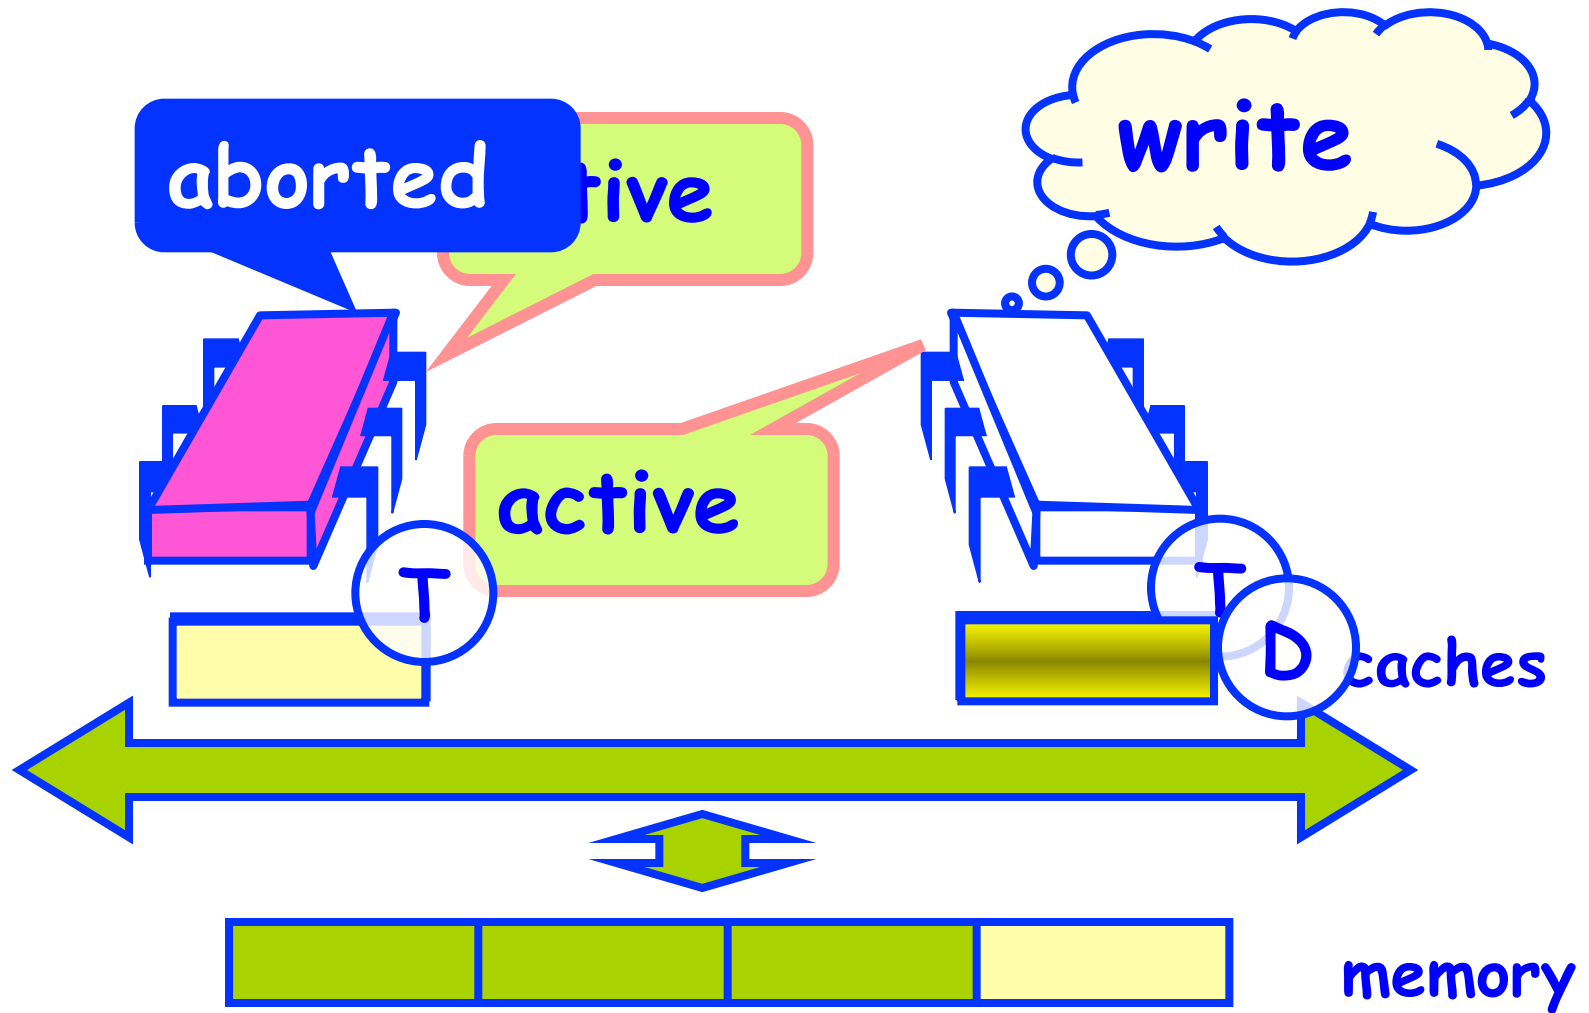 write
aborted
tive
active
T
T
D
caches
memory